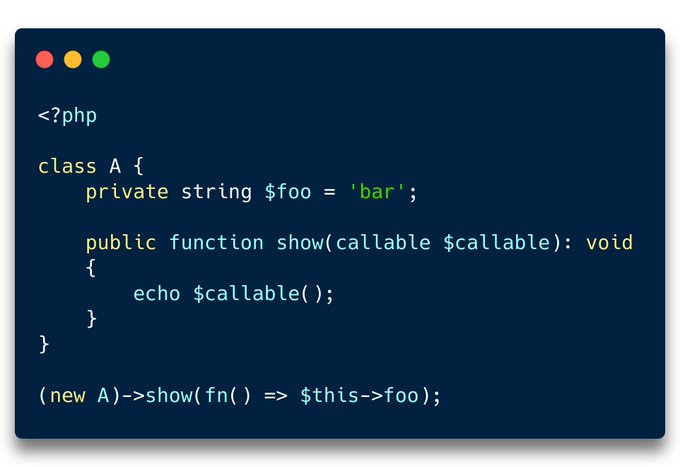 <?php
class A {
    private string $foo = 'bar';
    public function show(callable $callable): void
    {
        echo $callable();
    }
}
(new A)->show(fn() => $this->foo);